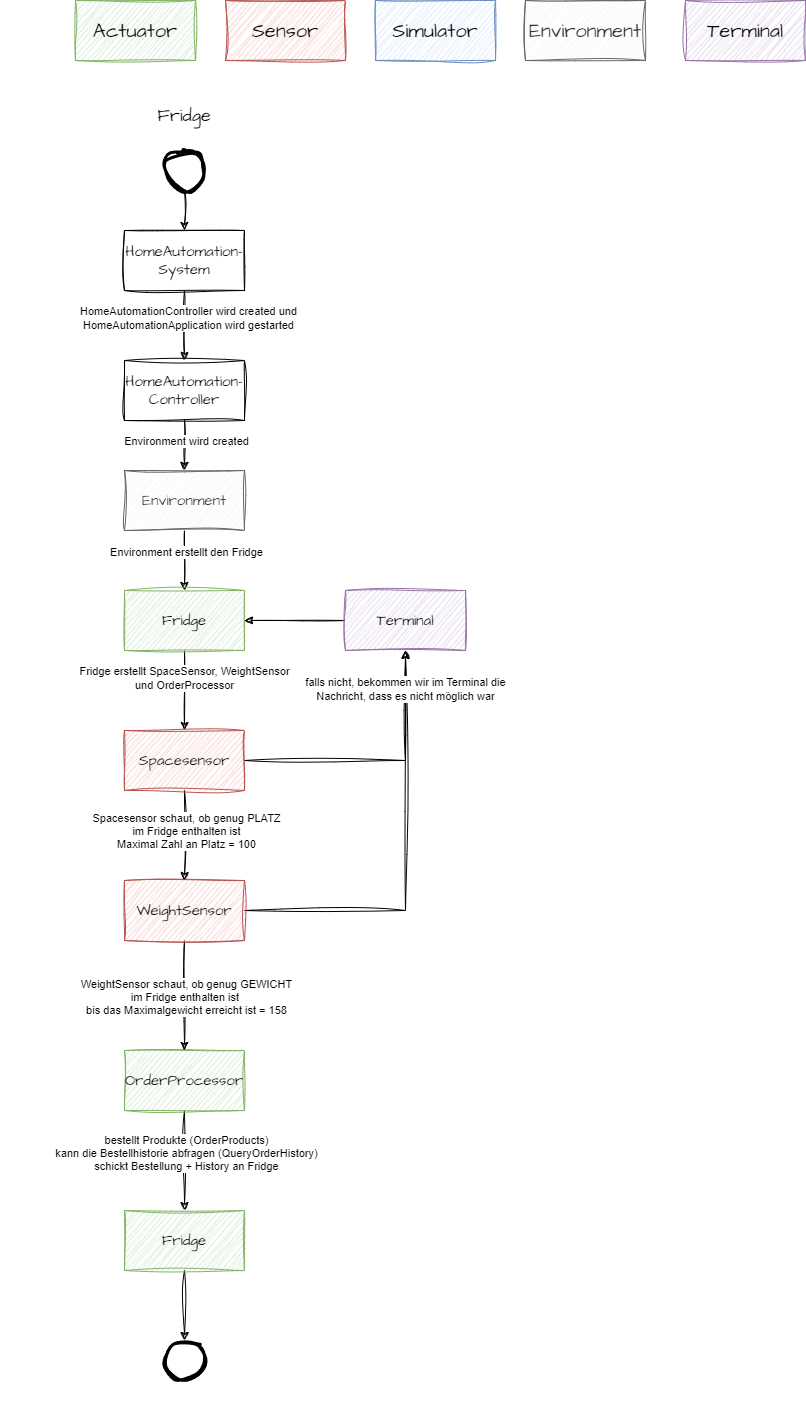 Actuator
Sensor
Simulator
Environment
Terminal
Fridge
HomeAutomation-
System
HomeAutomationController wird created und
HomeAutomationApplication wird gestarted
HomeAutomation-
Controller
Environment wird created
Environment
Environment erstellt den Fridge
Fridge
Terminal
Fridge erstellt SpaceSensor, WeightSensor
und OrderProcessor
falls nicht, bekommen wir im Terminal die
Nachricht, dass es nicht möglich war
Spacesensor
Spacesensor schaut, ob genug PLATZ
im Fridge enthalten ist
Maximal Zahl an Platz = 100
WeightSensor
WeightSensor schaut, ob genug GEWICHT
im Fridge enthalten ist
bis das Maximalgewicht erreicht ist = 158
OrderProcessor
bestellt Produkte (OrderProducts)
kann die Bestellhistorie abfragen (QueryOrderHistory)
schickt Bestellung + History an Fridge
Fridge